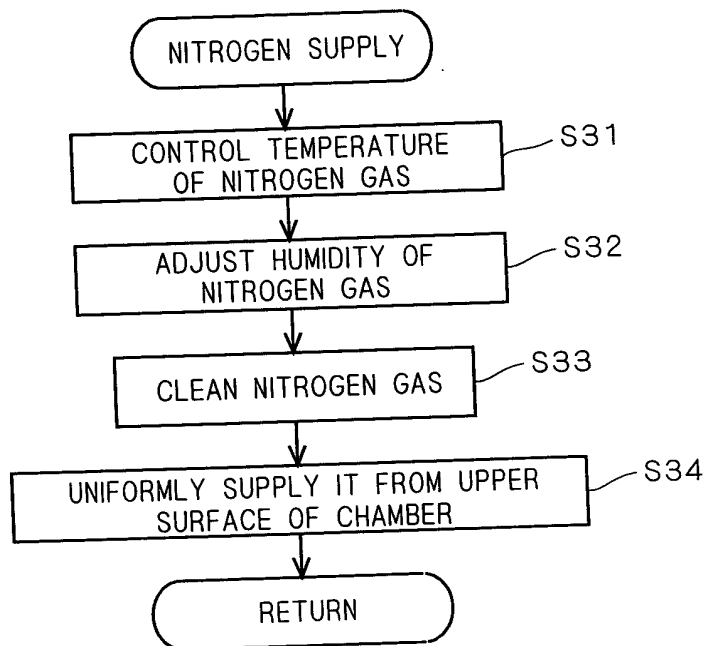 NITROGEN SUPPLY
CONTROL TEMPERATURE
OF NITROGEN GAS
S31
ADJUST HUMIDITY OF
NITROGEN GAS
S32
CLEAN NITROGEN GAS
S33
UNIFORMLY SUPPLY IT FROM UPPER
SURFACE OF CHAMBER
S34
RETURN